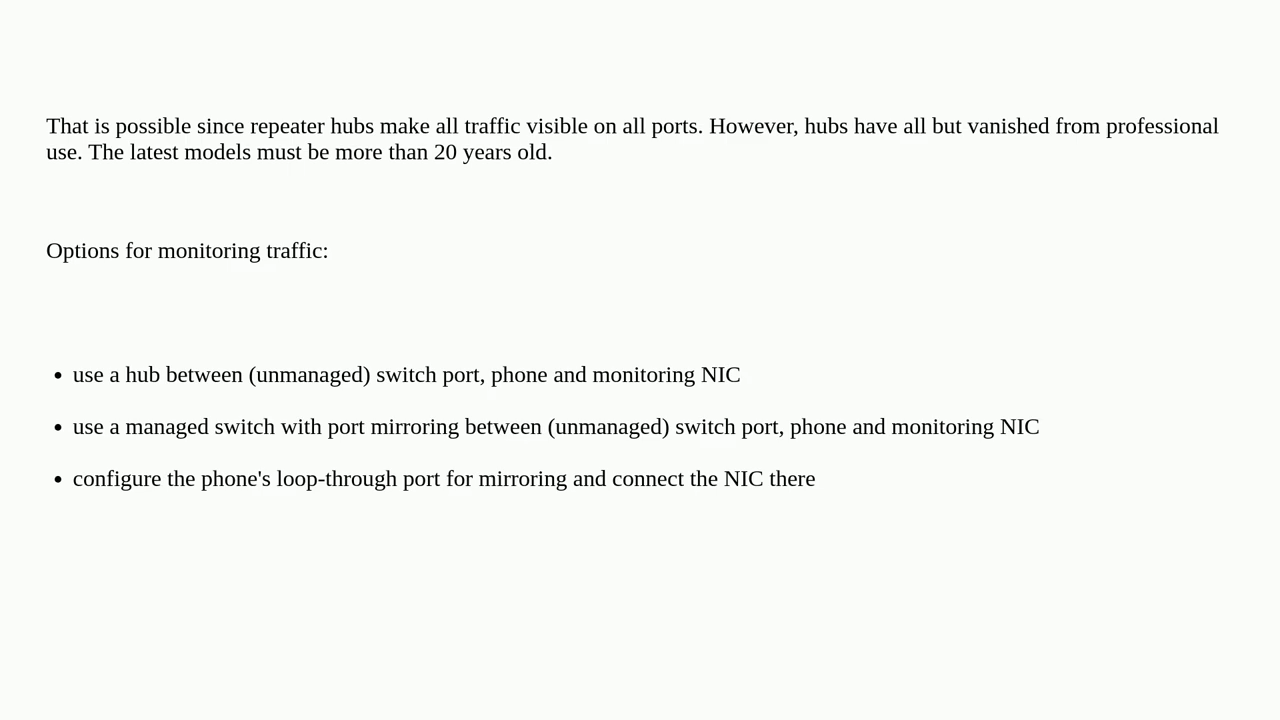 That is possible since repeater hubs make all traffic visible on all ports. However, hubs have all but vanished from professional
use. The latest models must be more than 20 years old.
Options for monitoring traffic:
• use a hub between (unmanaged) switch port, phone and monitoring NIC
• use a managed switch with port mirroring between (unmanaged) switch port, phone and monitoring NIC
• configure the phone's loop-through port for mirroring and connect the NIC there